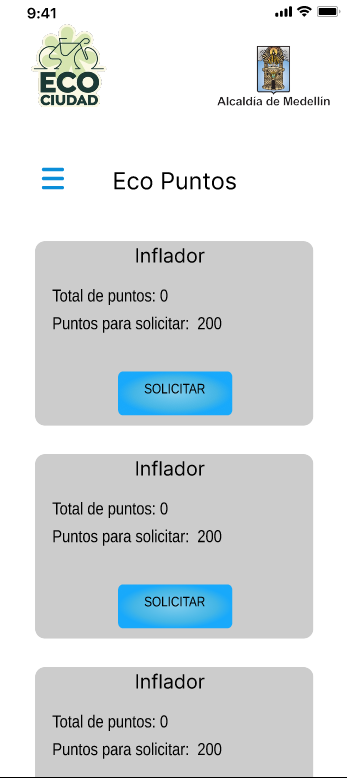 9:41
ECO
CIUDAD
Alcaldía de Medellín
Eco Puntos
Inflador
Total de puntos: 0
Puntos para solicitar: 200
SOLICITAR
Inflador
Total de puntos: 0
Puntos para solicitar: 200
SOLICITAR
Inflador
Total de puntos: 0
Puntos para solicitar: 200